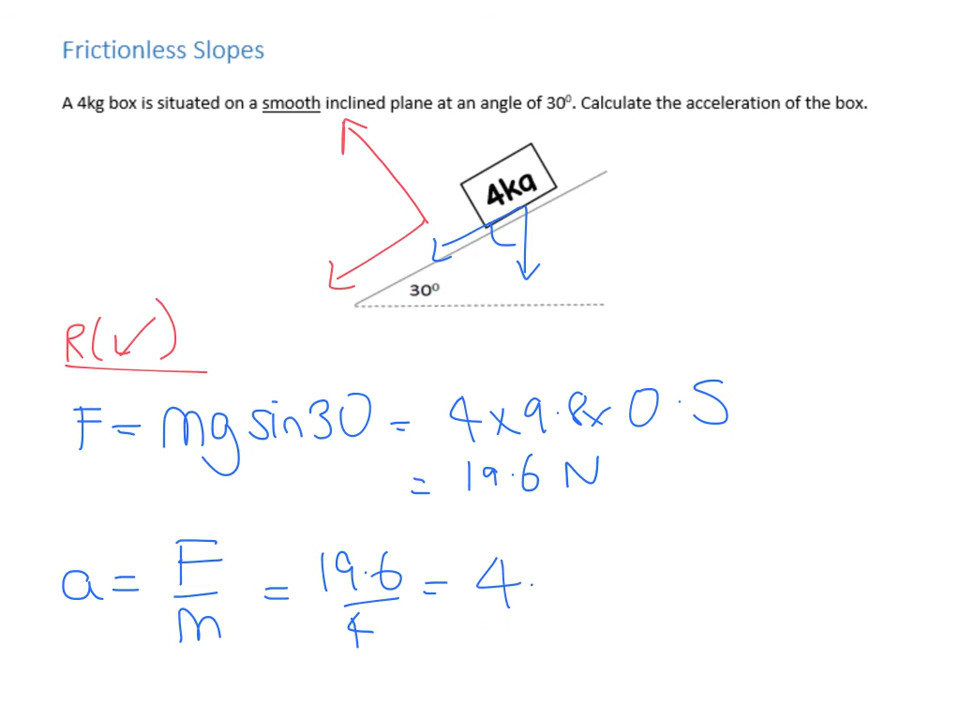 Frictionless Slopes
A 4kg box is situated on a smooth inclined plane at an angle of 30⁰. Calculate the acceleration of the box.
4kg
30⁰
R(✓)
F = mg sin30 = 4 x 9.8x 0.5
= 19.6 N
a = F/m = 19.6/4 = 4.